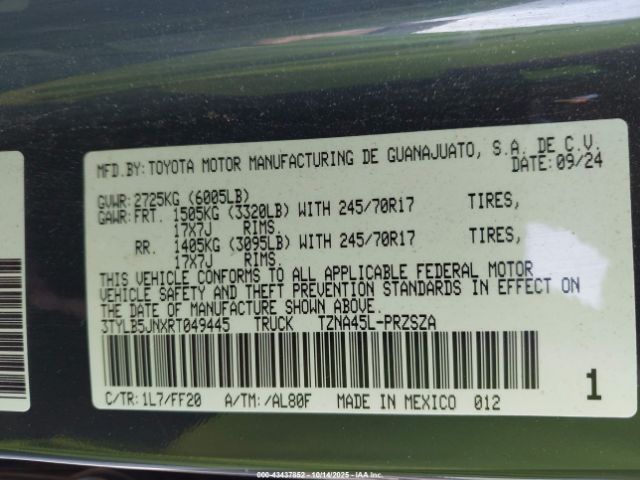 MFD.BY:TOYOTA MOTOR MANUFACTURING DE GUANAJUATO, S.A. DE C.V.
DATE: 09/24
GVWR: 2725KG (6005LB)
GAWR: FRT. 1505KG (3320LB) WITH 245/70R17 TIRES,
17X7J RIMS.
RR. 1405KG (3095LB) WITH 245/70R17 TIRES,
17X7J RIMS.
THIS VEHICLE CONFORMS TO ALL APPLICABLE FEDERAL MOTOR
VEHICLE SAFETY AND THEFT PREVENTION STANDARDS IN EFFECT ON
THE DATE OF MANUFACTURE SHOWN ABOVE.
3TYLB5JNXRT049445 TRUCK TZNA45L-PRZSZA
C/TR: 1L7/FF20 A/TM: /AL80F MADE IN MEXICO 012
1
000-43437852 - 10/14/2025 - IAA Inc.